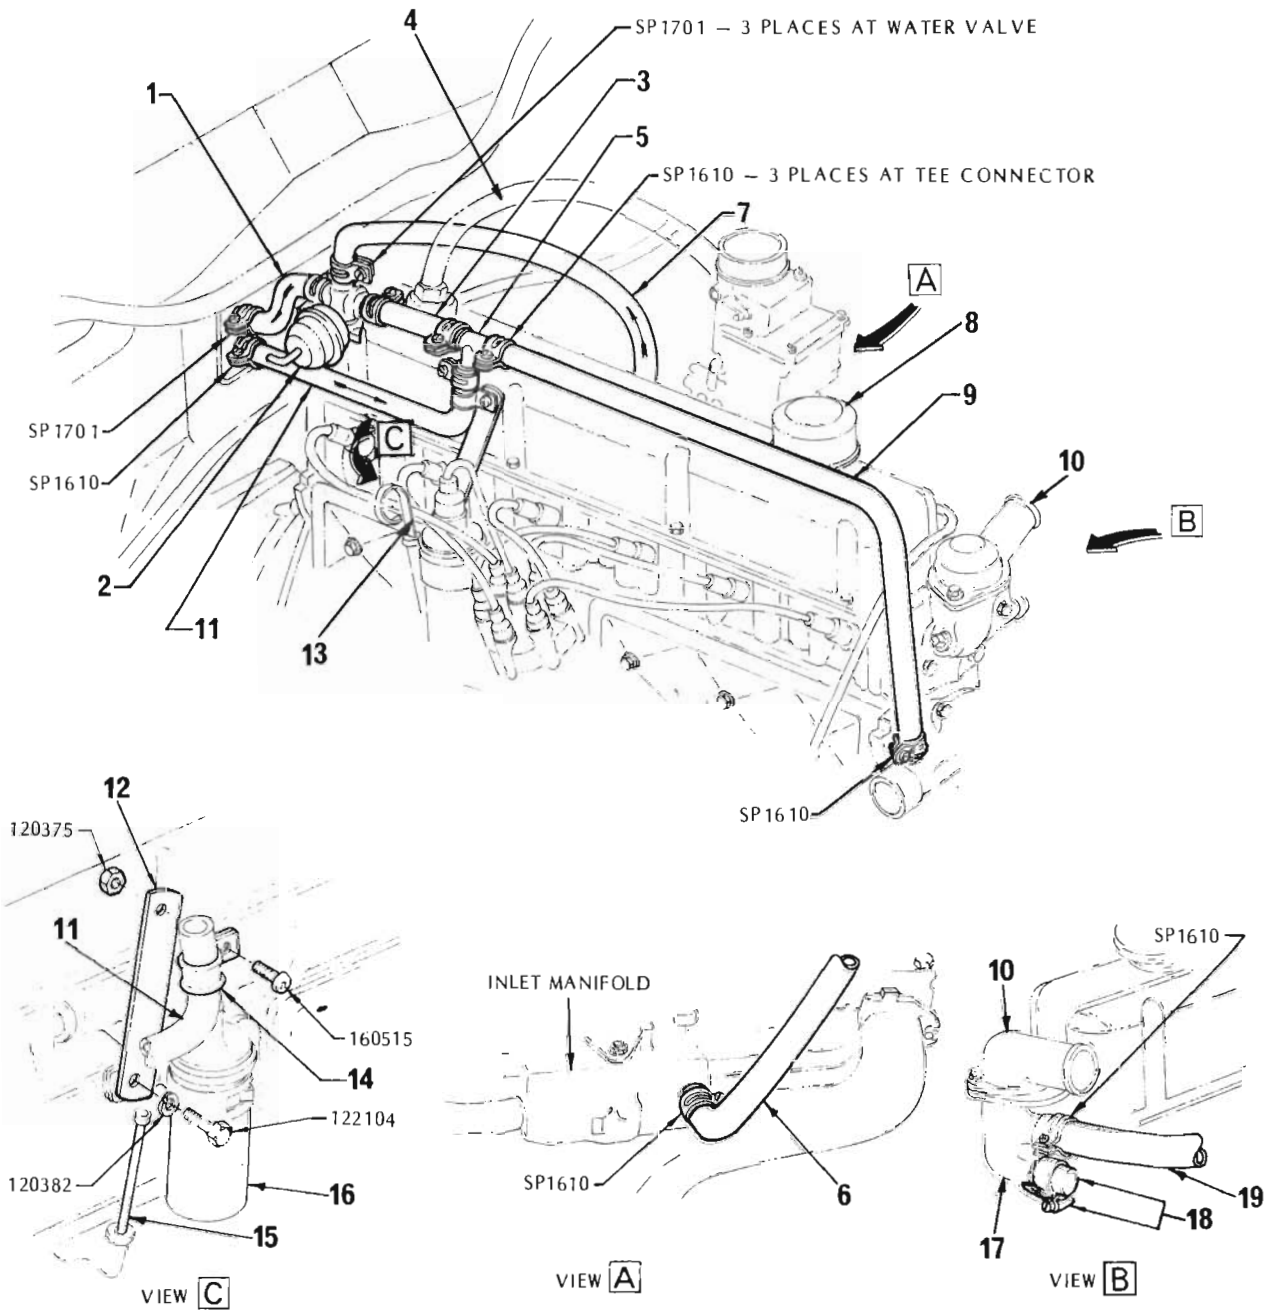 4
SP1701 — 3 PLACES AT WATER VALVE
1
3
5
SP1610 — 3 PLACES AT TEE CONNECTOR
7
A
8
9
C
SP1701
SP1610
10
B
2
11
13
SP1610
12
120375
11
160515
14
122104
120382
16
15
VIEW C
INLET MANIFOLD
SP1610
6
VIEW A
SP1610
10
19
18
17
VIEW B